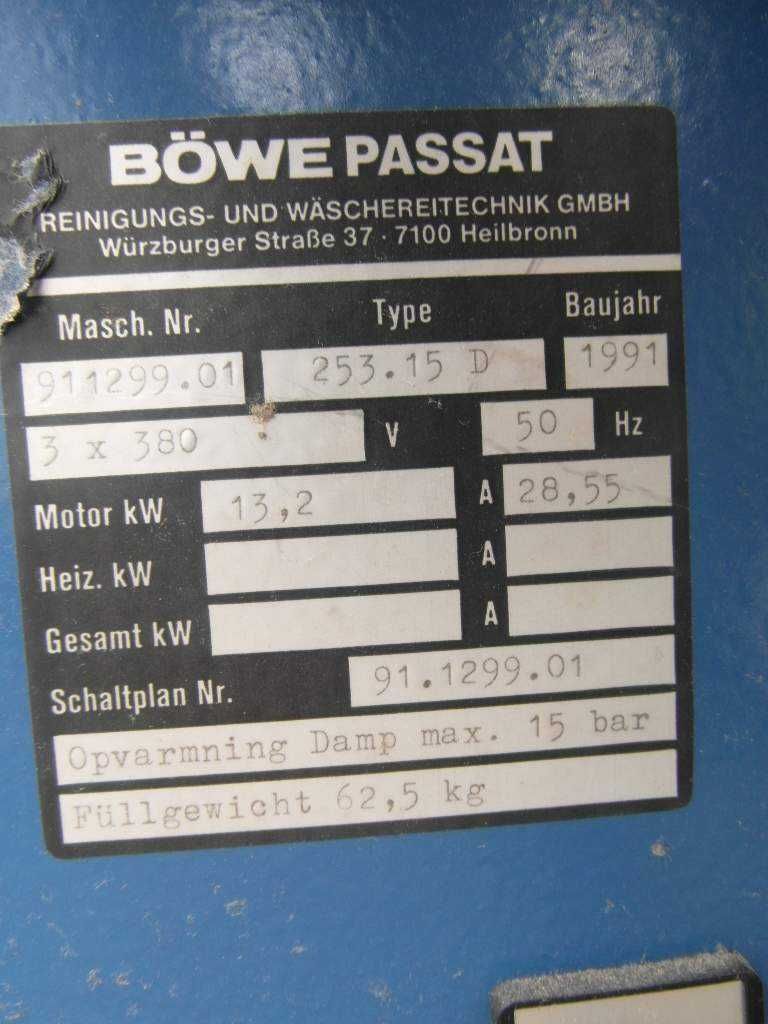 BÖWE PASSAT
REINIGUNGS- UND WÄSCHEREITECHNIK GMBH
Würzburger Straße 37 · 7100 Heilbronn
Masch. Nr. Type Baujahr
911299.01 253.15 D 1991
3 x 380 V 50 Hz
Motor kW 13,2 A 28,55
Heiz. kW A
Gesamt kW A
Schaltplan Nr. 91.1299.01
Opvarmning Damp max. 15 bar
Füllgewicht 62,5 kg